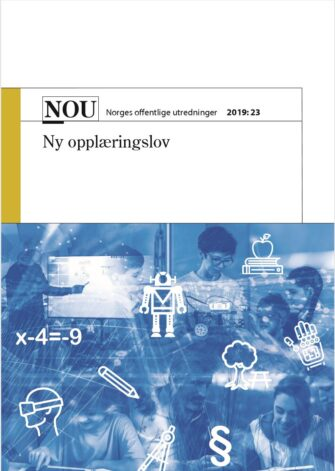 NOU
Norges offentlige utredninger 2019: 23
Ny opplæringslov
x-4=-9
§